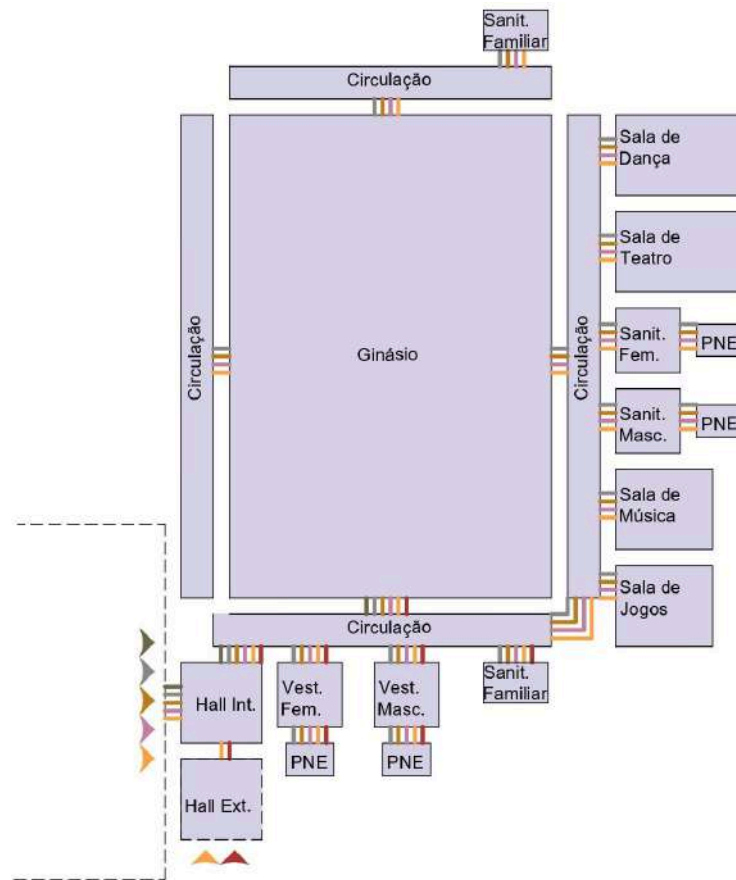 Sanit.
Familiar
Circulação
Sala de
Dança
Sala de
Teatro
Circulação
Ginásio
Circulação
Sanit.
Fem.
PNE
Sanit.
Masc.
PNE
Sala de
Música
Sala de
Jogos
Circulação
Hall Int.
Vest.
Fem.
Vest.
Masc.
Sanit.
Familiar
PNE
PNE
Hall Ext.